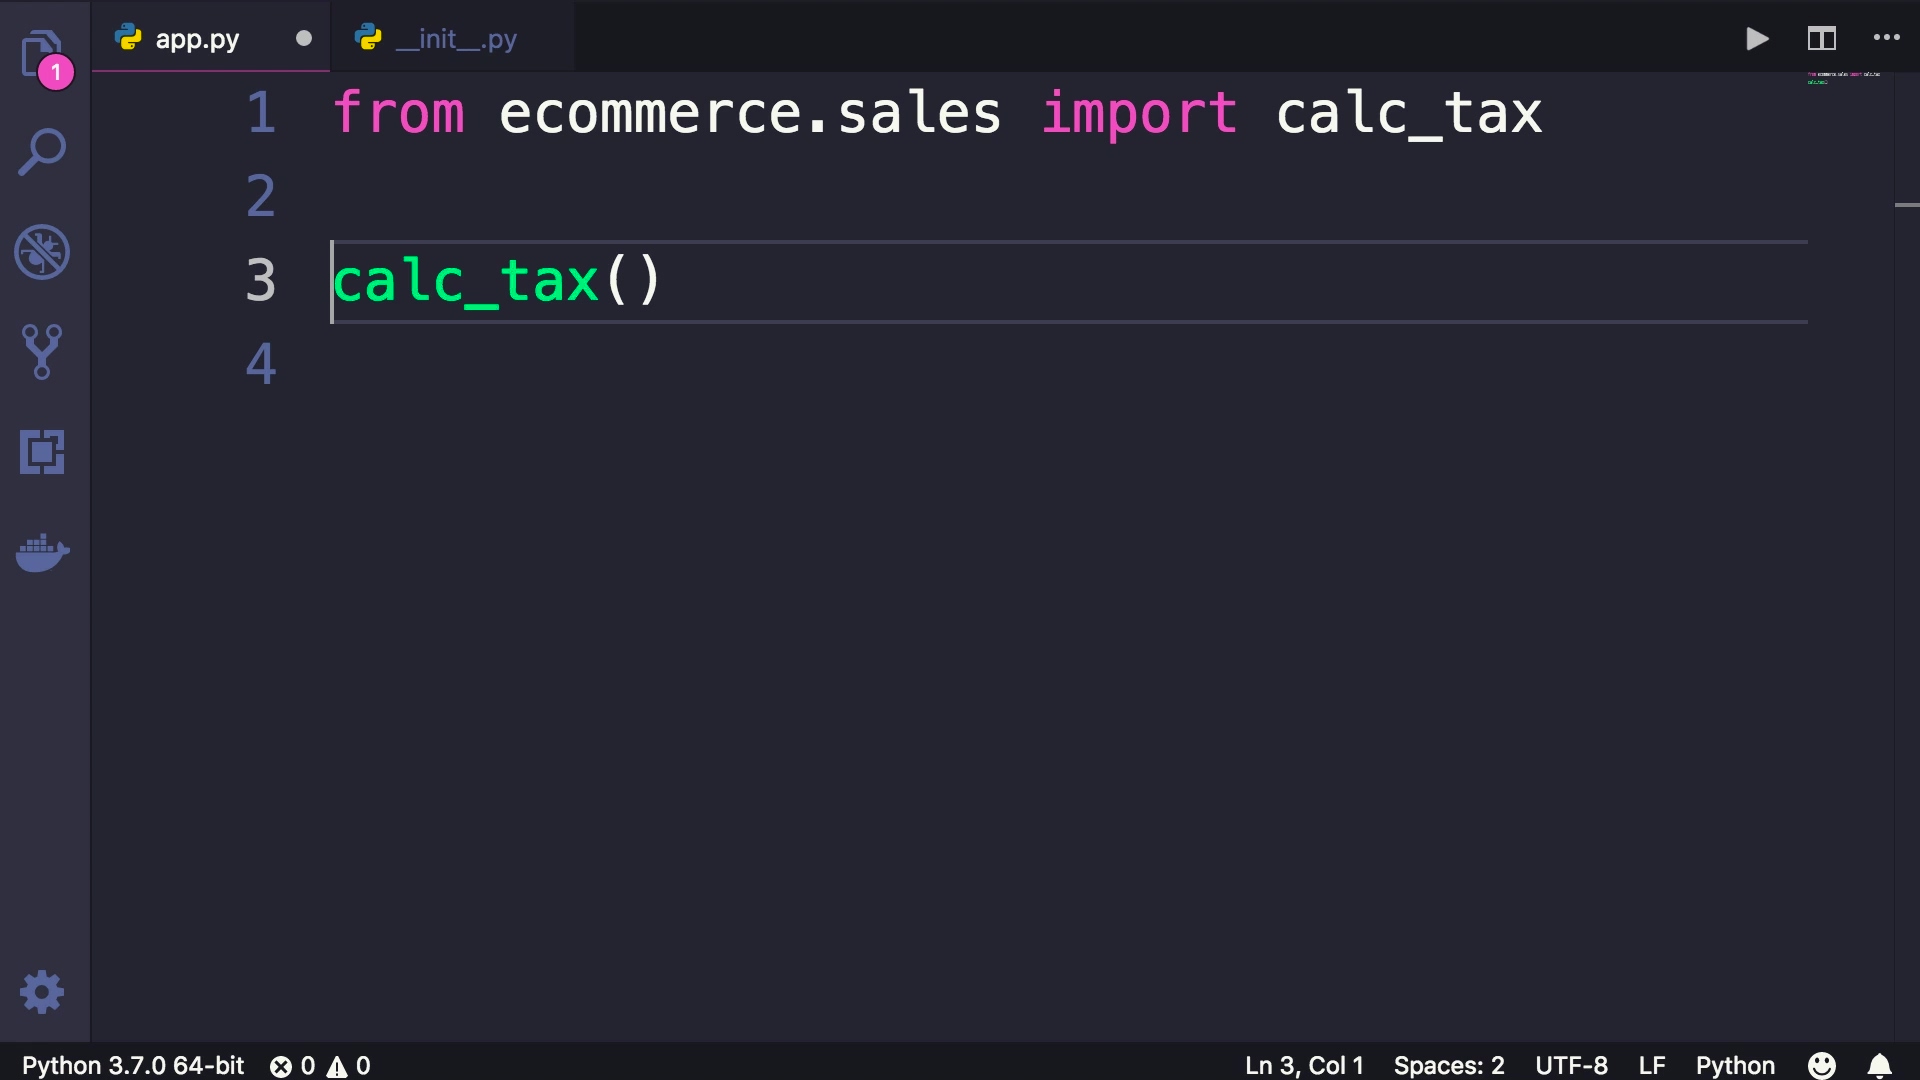 app.py
__init__.py
1
1 from ecommerce.sales import calc_tax
2
3 calc_tax()
4
Python 3.7.0 64-bit 0 0 Ln 3, Col 1 Spaces: 2 UTF-8 LF Python